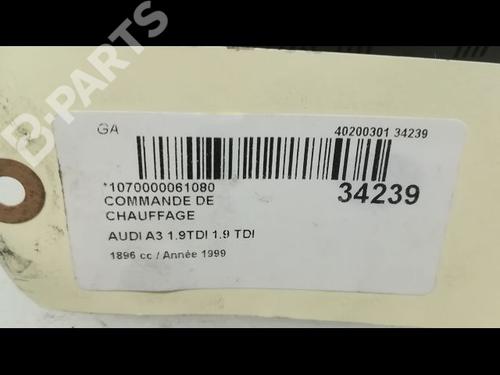 B-PARTS
GA
40200301 34239
*1070000061080
34239
COMMANDE DE
CHAUFFAGE
AUDI A3 1.9TDI 1.9 TDI
1896 cc / Année 1999